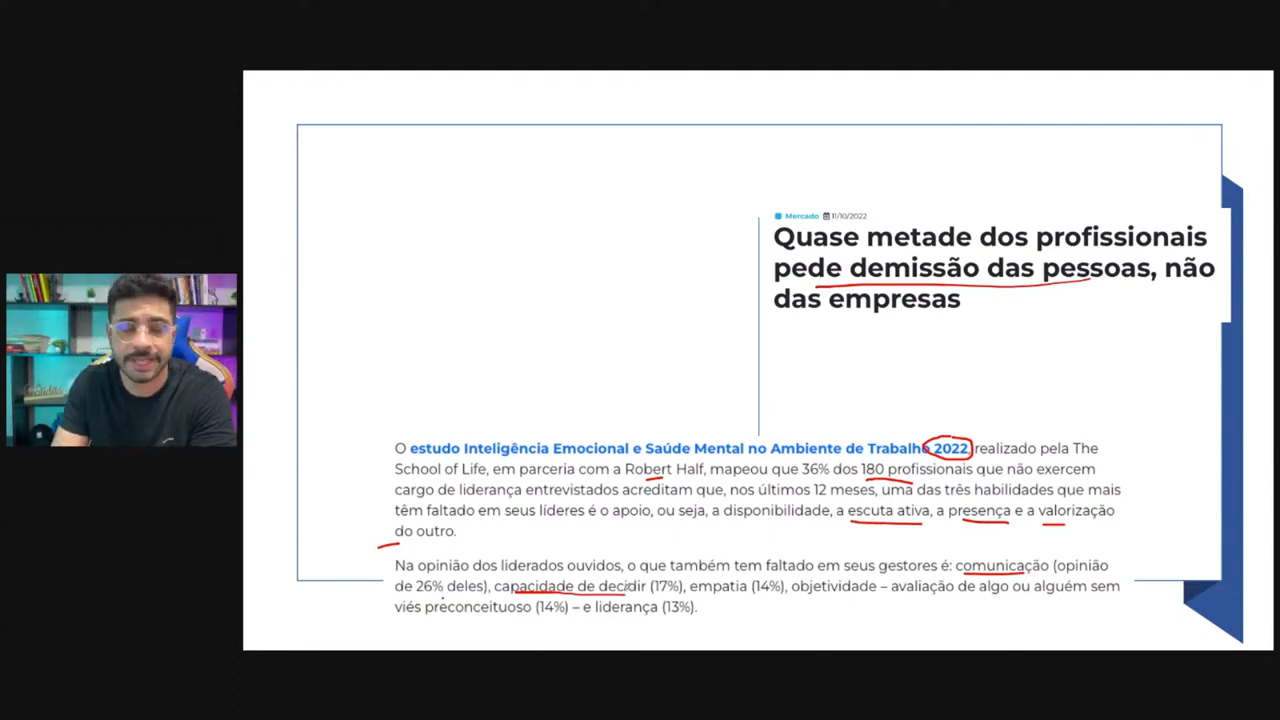 Mercado 11/10/2022
Quase metade dos profissionais
pede demissão das pessoas, não
das empresas
O estudo Inteligência Emocional e Saúde Mental no Ambiente de Trabalho 2022, realizado pela The
School of Life, em parceria com a Robert Half, mapeou que 36% dos 180 profissionais que não exercem
cargo de liderança entrevistados acreditam que, nos últimos 12 meses, uma das três habilidades que mais
têm faltado em seus líderes é o apoio, ou seja, a disponibilidade, a escuta ativa, a presença e a valorização
do outro.
Na opinião dos liderados ouvidos, o que também tem faltado em seus gestores é: comunicação (opinião
de 26% deles), capacidade de decidir (17%), empatia (14%), objetividade – avaliação de algo ou alguém sem
viés preconceituoso (14%) – e liderança (13%).